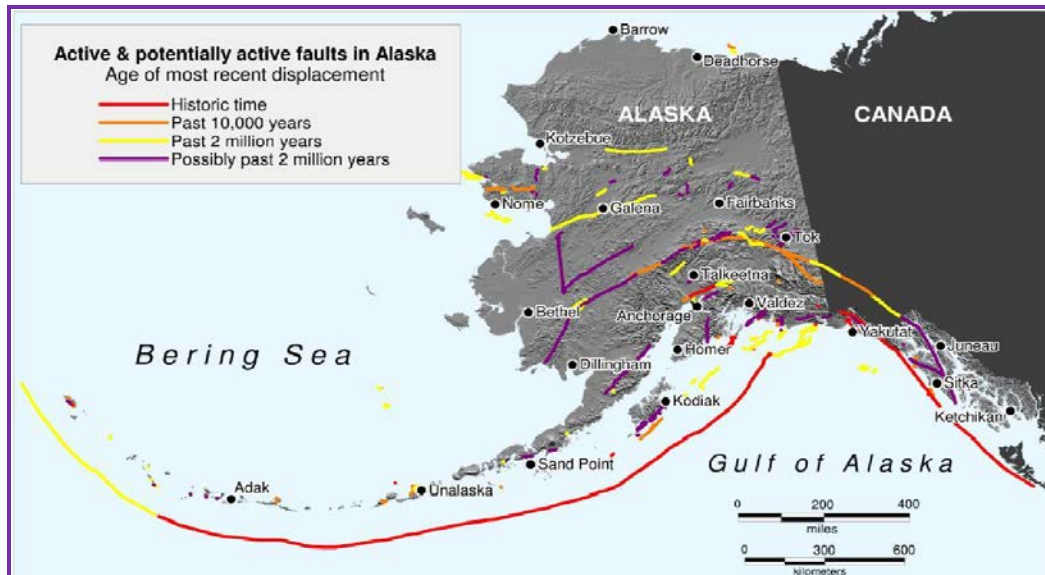 Active & potentially active faults in Alaska
Age of most recent displacement
Historic time
Past 10,000 years
Past 2 million years
Possibly past 2 million years
Barrow
Deadhorse
ALASKA
CANADA
Kotzebue
Nome
Galena
Fairbanks
Tok
Talkeetna
Bethel
Anchorage
Valdez
Yakutat
Bering Sea
Homer
Juneau
Dillingham
Sitka
Kodiak
Ketchikan
Sand Point
Gulf of Alaska
Adak
Unalaska
0 200 400
miles
0 300 600
kilometers